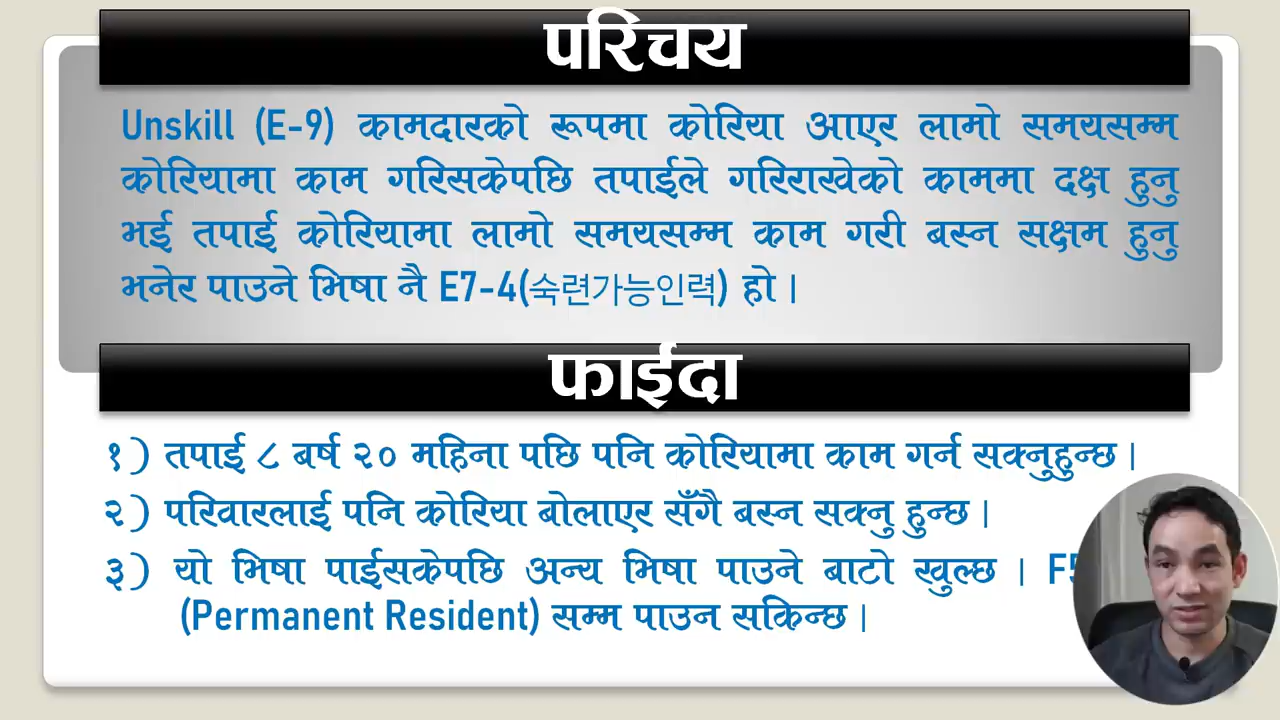 परिचय
Unskill (E-9) कामदारको रूपमा कोरिया आएर लामो समयसम्म
कोरियामा काम गरिसकेपछि तपाईले गरिराखेको काममा दक्ष हुनु
भई तपाई कोरियामा लामो समयसम्म काम गरी बस्न सक्षम हुनु
भनेर पाउने भिषा नै E7-4(숙련가능인력) हो ।
फाईदा
१) तपाई ८ बर्ष २० महिना पछि पनि कोरियामा काम गर्न सक्नुहुन्छ ।
२) परिवारलाई पनि कोरिया बोलाएर सँगै बस्न सक्नु हुन्छ ।
३) यो भिषा पाईसकेपछि अन्य भिषा पाउने बाटो खुल्छ । F5
(Permanent Resident) सम्म पाउन सकिन्छ ।